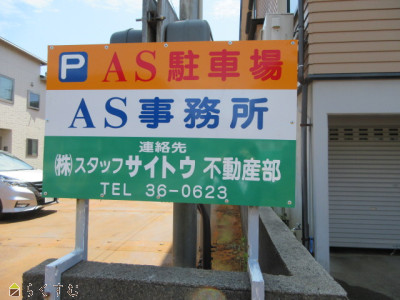 P AS駐車場
AS事務所
連絡先
㈱スタッフサイトウ 不動産部
TEL 36-0623
らくすむ